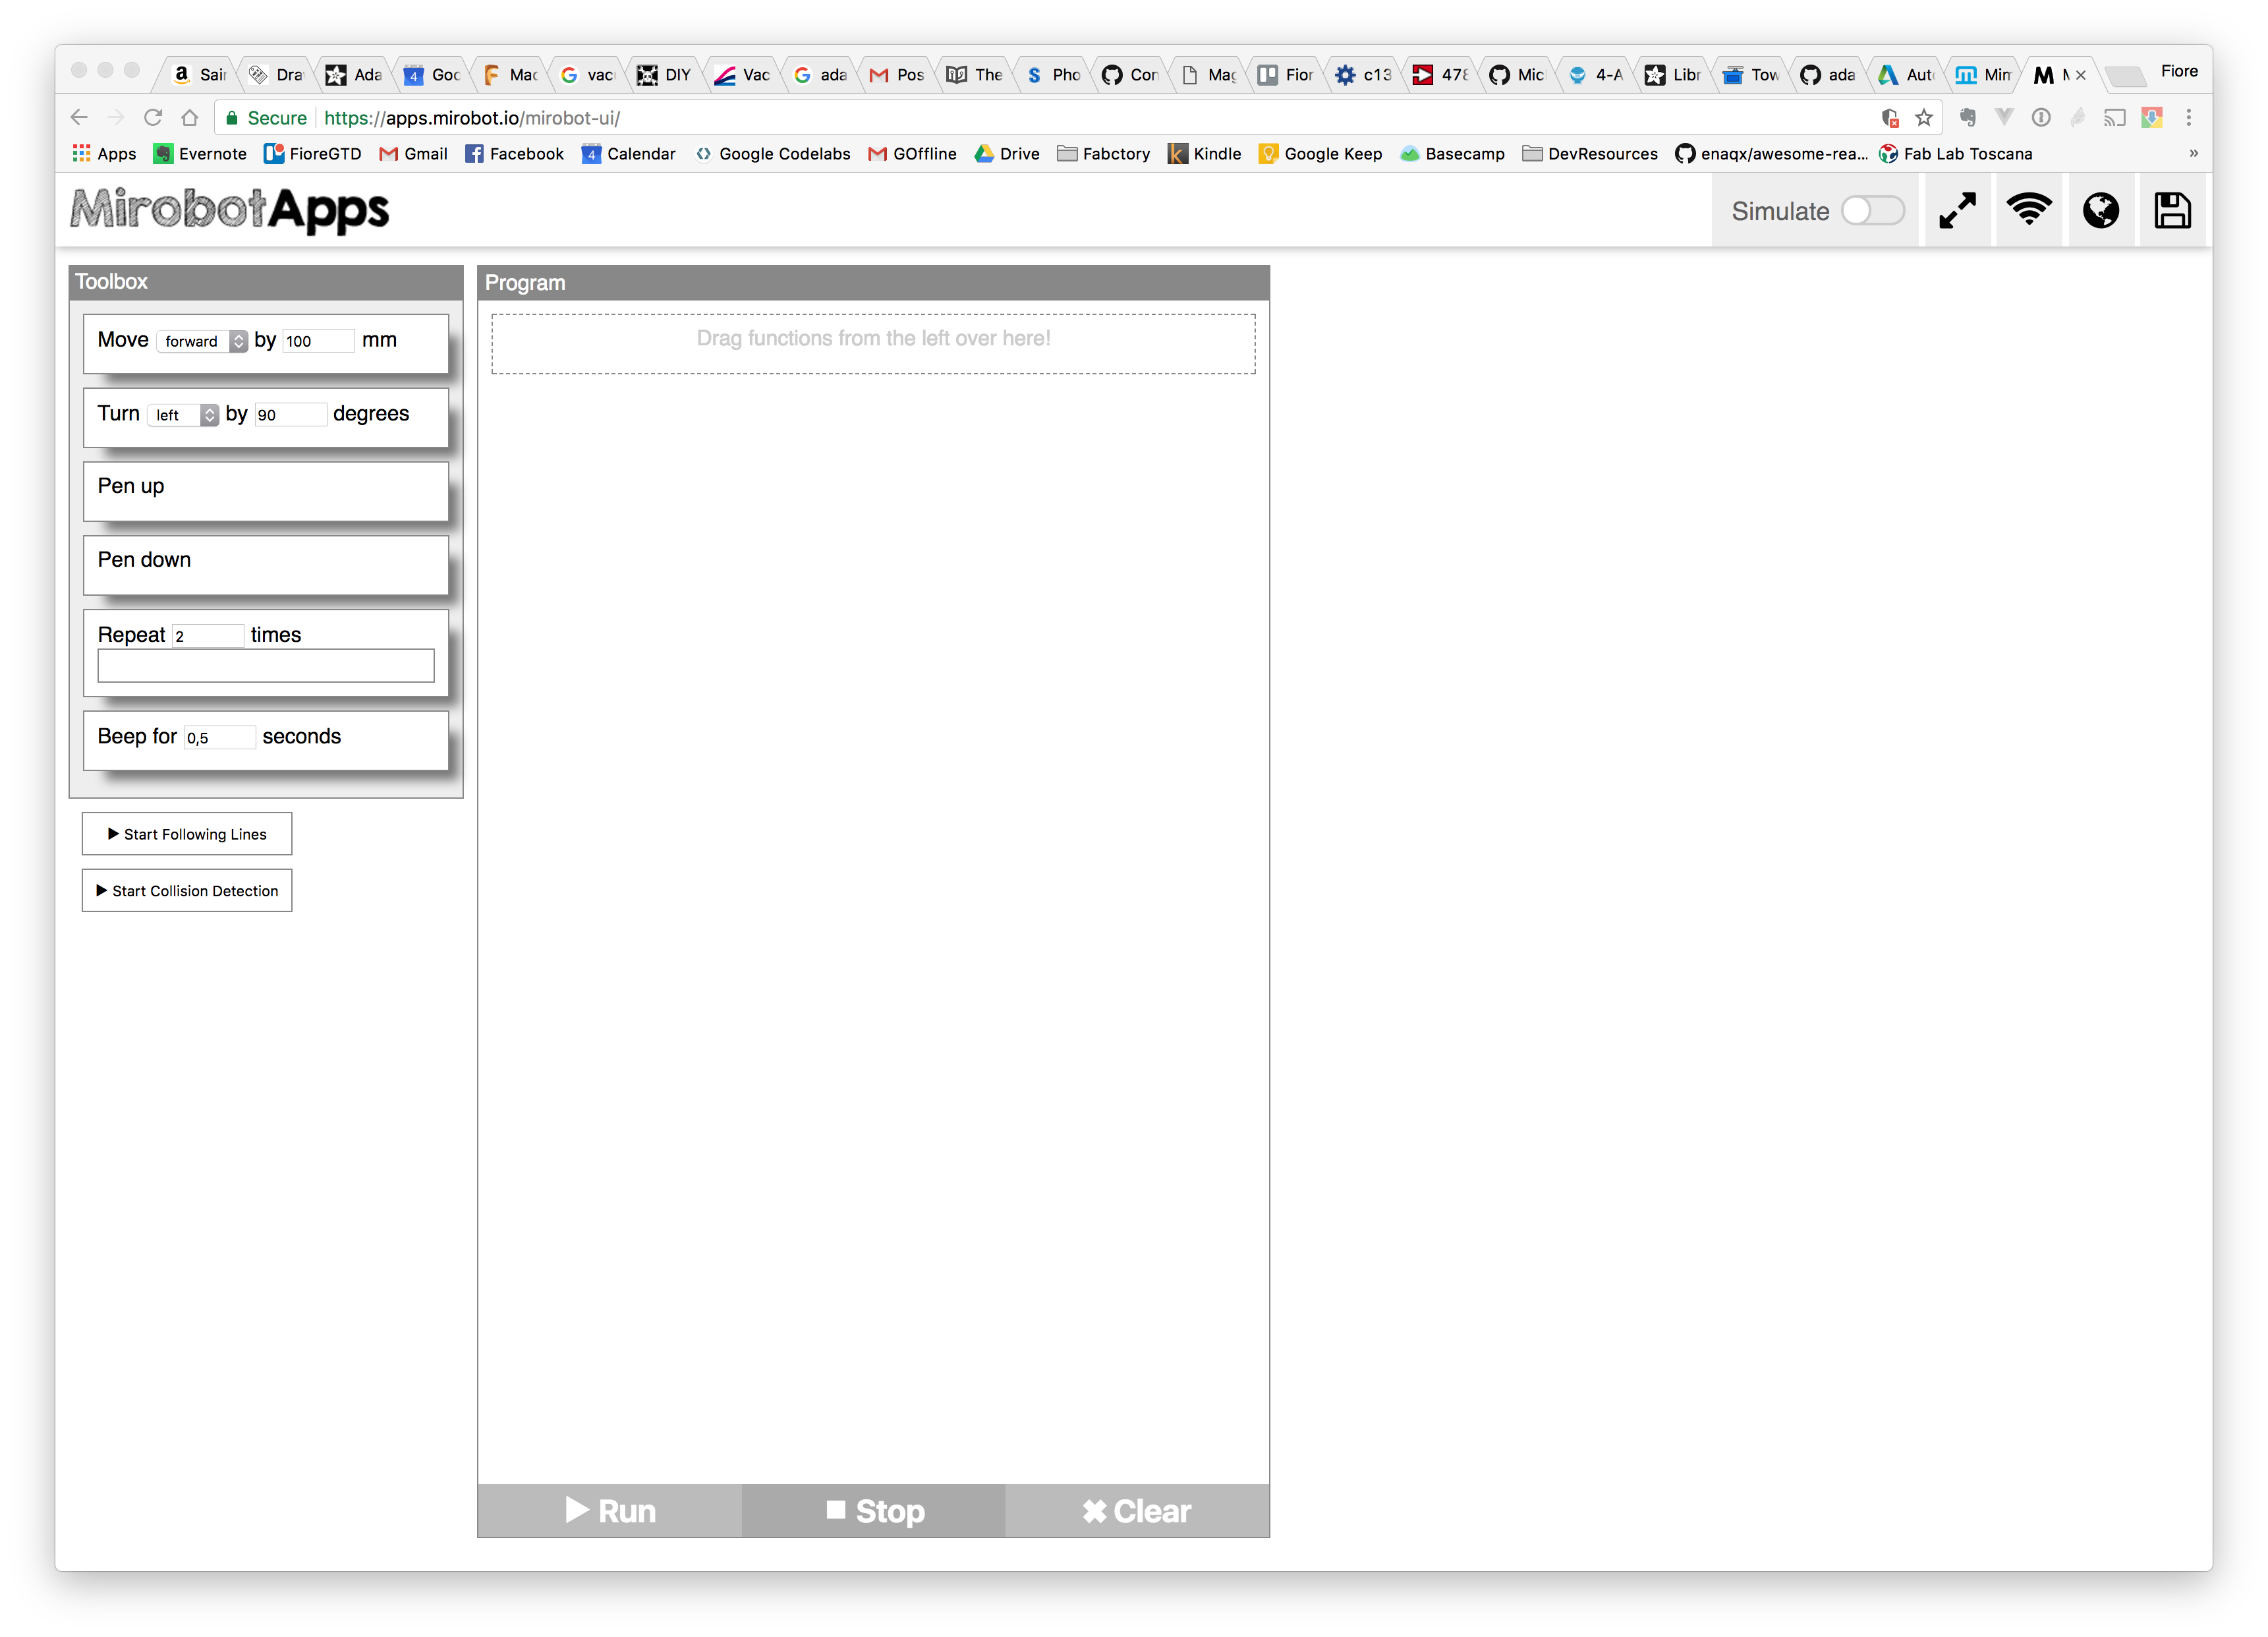 Sai Dra Ada Goo Mac vac DIY Vac ada Pos The Pho Con Mag Fior c13 478 Mic 4-A Libr Tow ada Aut Mim M Fiore
Secure https://apps.mirobot.io/mirobot-ui/
Apps Evernote FioreGTD Gmail Facebook Calendar Google Codelabs GOffline Drive Fabctory Kindle Google Keep Basecamp DevResources enaqx/awesome-rea... Fab Lab Toscana »
MirobotApps Simulate
Toolbox
Move forward by 100 mm
Turn left by 90 degrees
Pen up
Pen down
Repeat 2 times
Beep for 0,5 seconds
▶ Start Following Lines
▶ Start Collision Detection
Program
Drag functions from the left over here!
▶ Run ■ Stop ✖ Clear